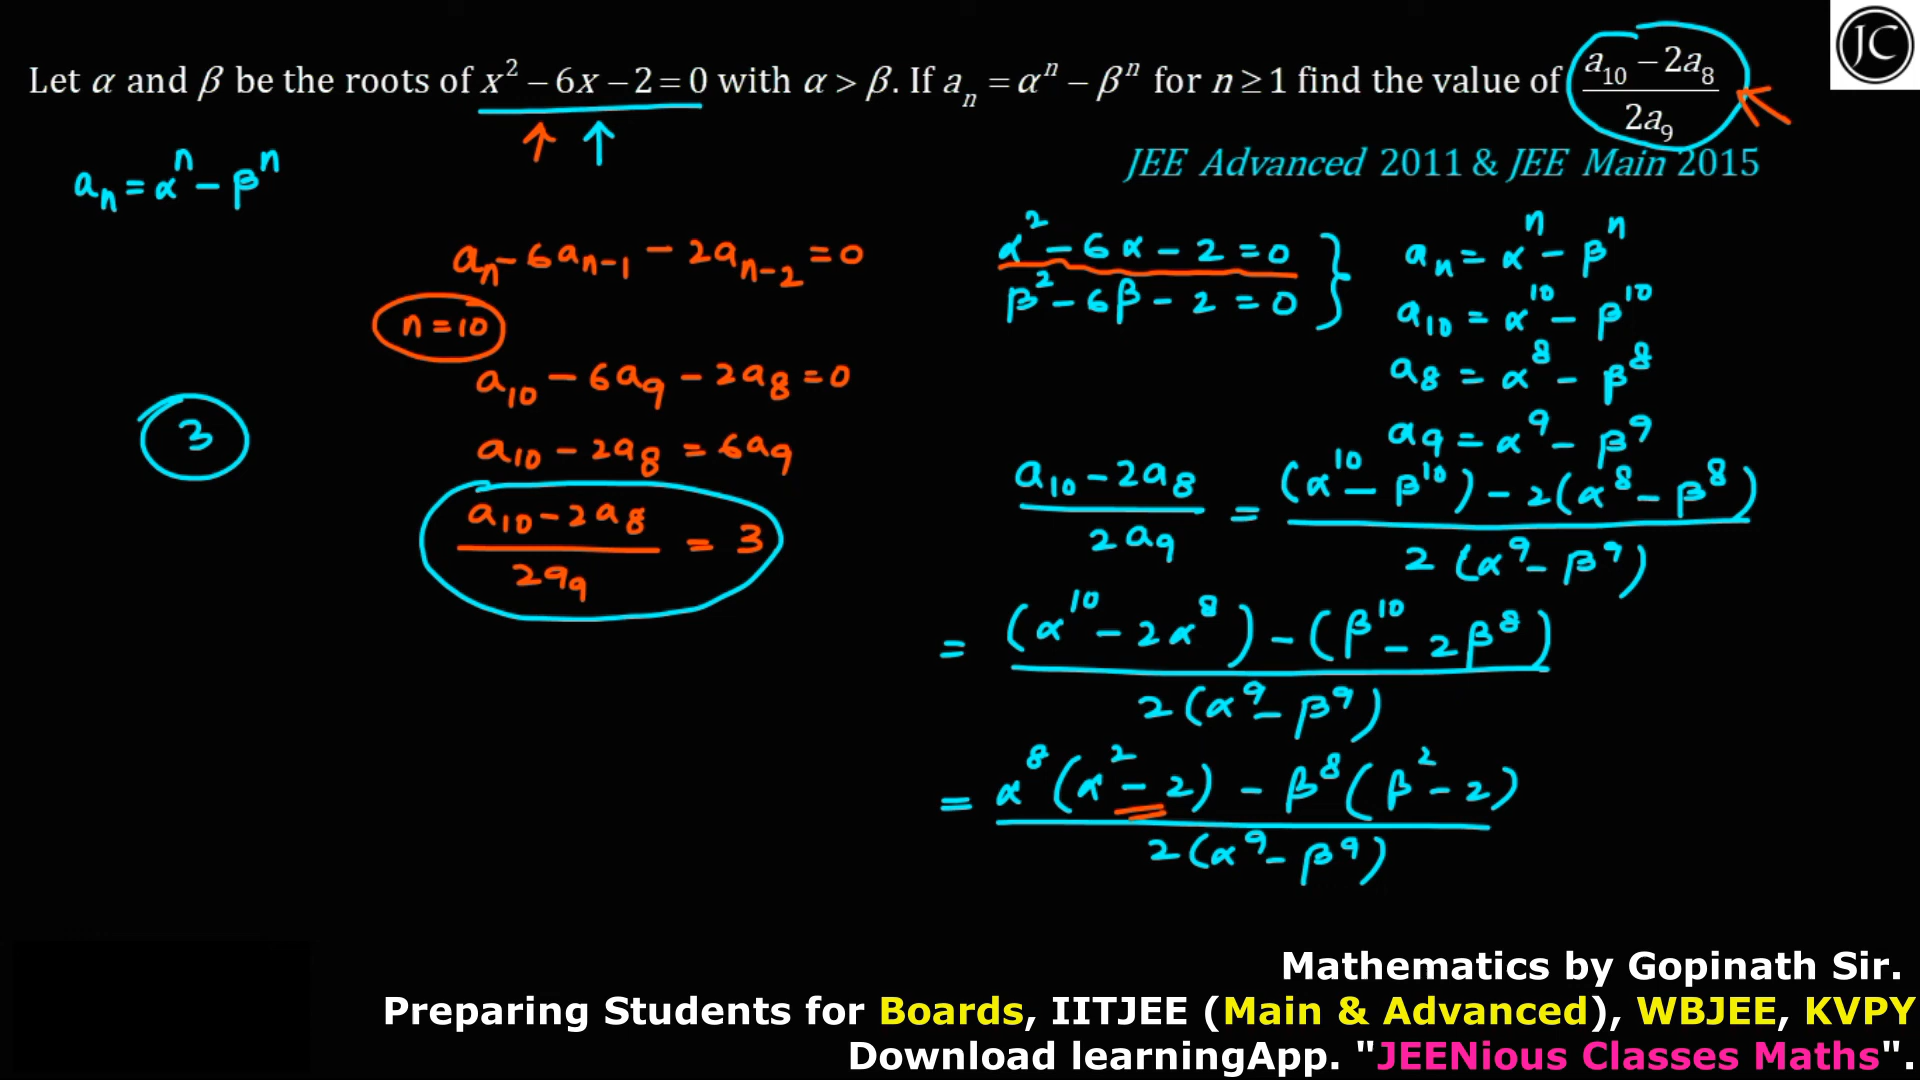 JC
Let α and β be the roots of x² – 6x – 2 = 0 with α > β. If aₙ = αⁿ – βⁿ for n ≥ 1 find the value of (a₁₀ – 2a₈)/(2a₉)
JEE Advanced 2011 & JEE Main 2015
aₙ = αⁿ – βⁿ
aₙ – 6aₙ₋₁ – 2aₙ₋₂ = 0
n = 10
a₁₀ – 6a₉ – 2a₈ = 0
a₁₀ – 2a₈ = 6a₉
(a₁₀ – 2a₈)/(2a₉) = 3
3
α² – 6α – 2 = 0
β² – 6β – 2 = 0
aₙ = αⁿ – βⁿ
a₁₀ = α¹⁰ – β¹⁰
a₈ = α⁸ – β⁸
a₉ = α⁹ – β⁹
(a₁₀ – 2a₈)/(2a₉) = ((α¹⁰ – β¹⁰) – 2(α⁸ – β⁸))/(2(α⁹ – β⁹))
= ((α¹⁰ – 2α⁸) – (β¹⁰ – 2β⁸))/(2(α⁹ – β⁹))
= (α⁸(α² – 2) – β⁸(β² – 2))/(2(α⁹ – β⁹))
Mathematics by Gopinath Sir.
Preparing Students for Boards, IITJEE (Main & Advanced), WBJEE, KVPY
Download learningApp. "JEENious Classes Maths".